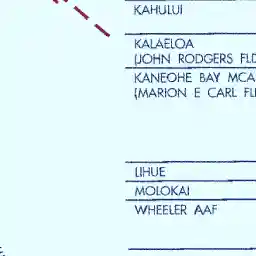 KAHULUI
KALAELOA
(JOHN RODGERS FLD
KANEOHE BAY MCA
(MARION E CARL FL
LIHUE
MOLOKAI
WHEELER AAF